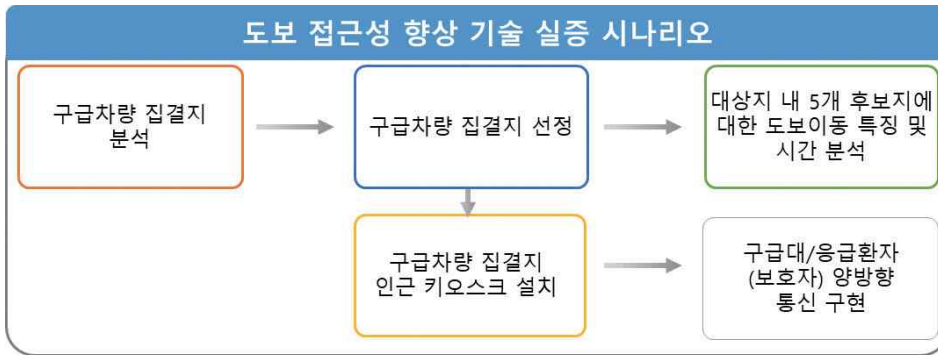 도보 접근성 향상 기술 실증 시나리오
구급차량 집결지
분석
구급차량 집결지 선정
대상지 내 5개 후보지에
대한 도보이동 특징 및
시간 분석
구급차량 집결지
인근 키오스크 설치
구급대/응급환자
(보호자) 양방향
통신 구현